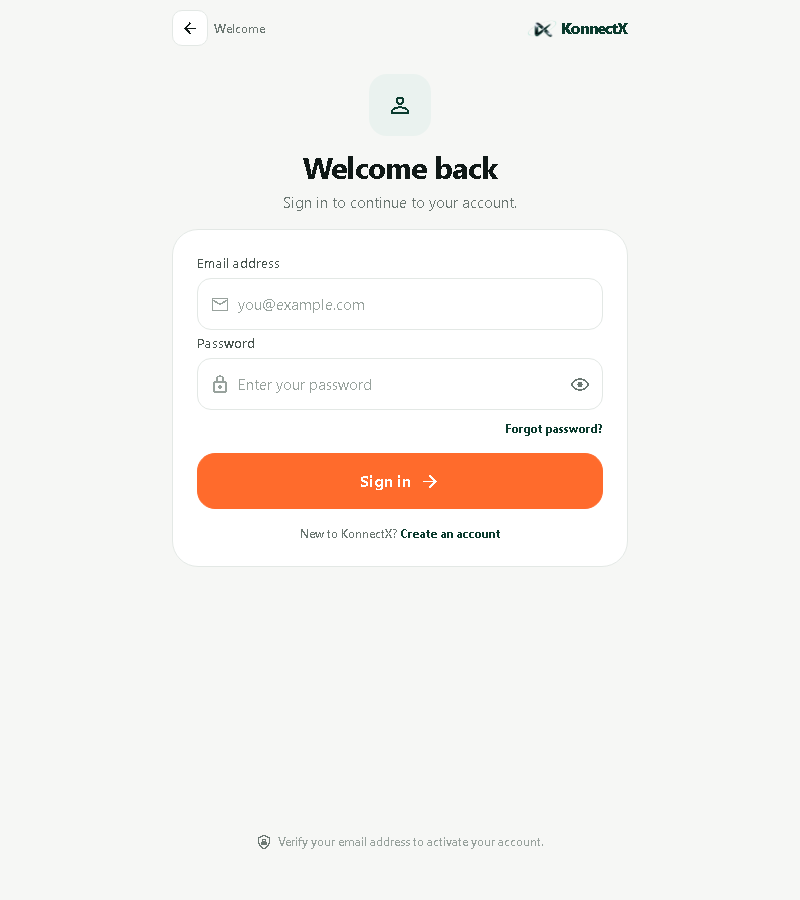 Welcome
KonnectX
Welcome back
Sign in to continue to your account.
Email address
you@example.com
Password
Enter your password
Forgot password?
Sign in
New to KonnectX? Create an account
Verify your email address to activate your account.